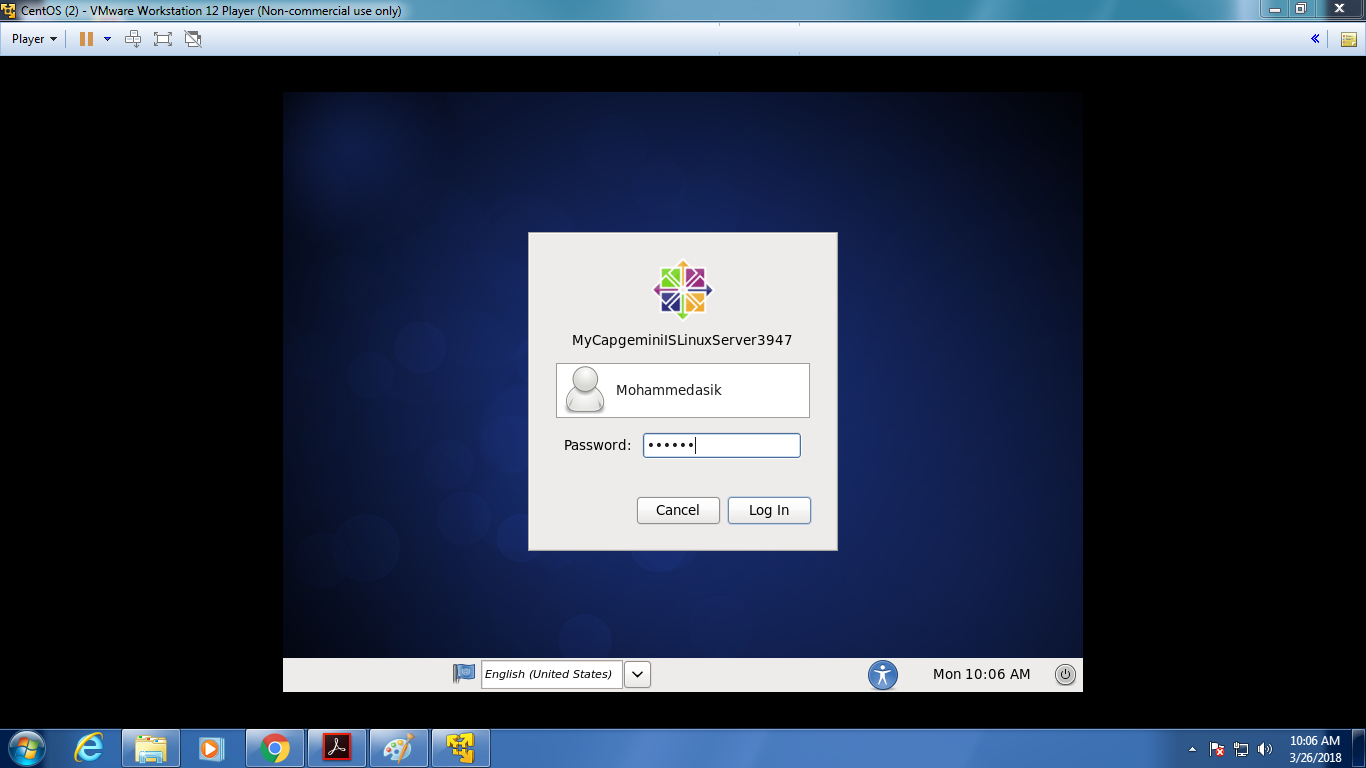 CentOS (2) - VMware Workstation 12 Player (Non-commercial use only)
Player
MyCapgeminiISLinuxServer3947
Mohammedasik
Password: ••••••
Cancel Log In
English (United States) Mon 10:06 AM
10:06 AM
3/26/2018